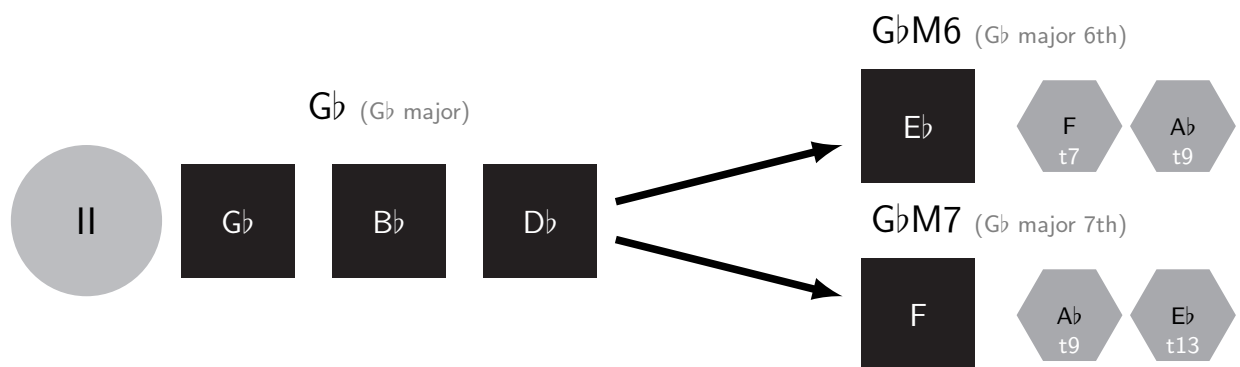 G♭M6 (G♭ major 6th)
G♭ (G♭ major)
E♭ F A♭
t7 t9
II G♭ B♭ D♭
G♭M7 (G♭ major 7th)
F A♭ E♭
t9 t13